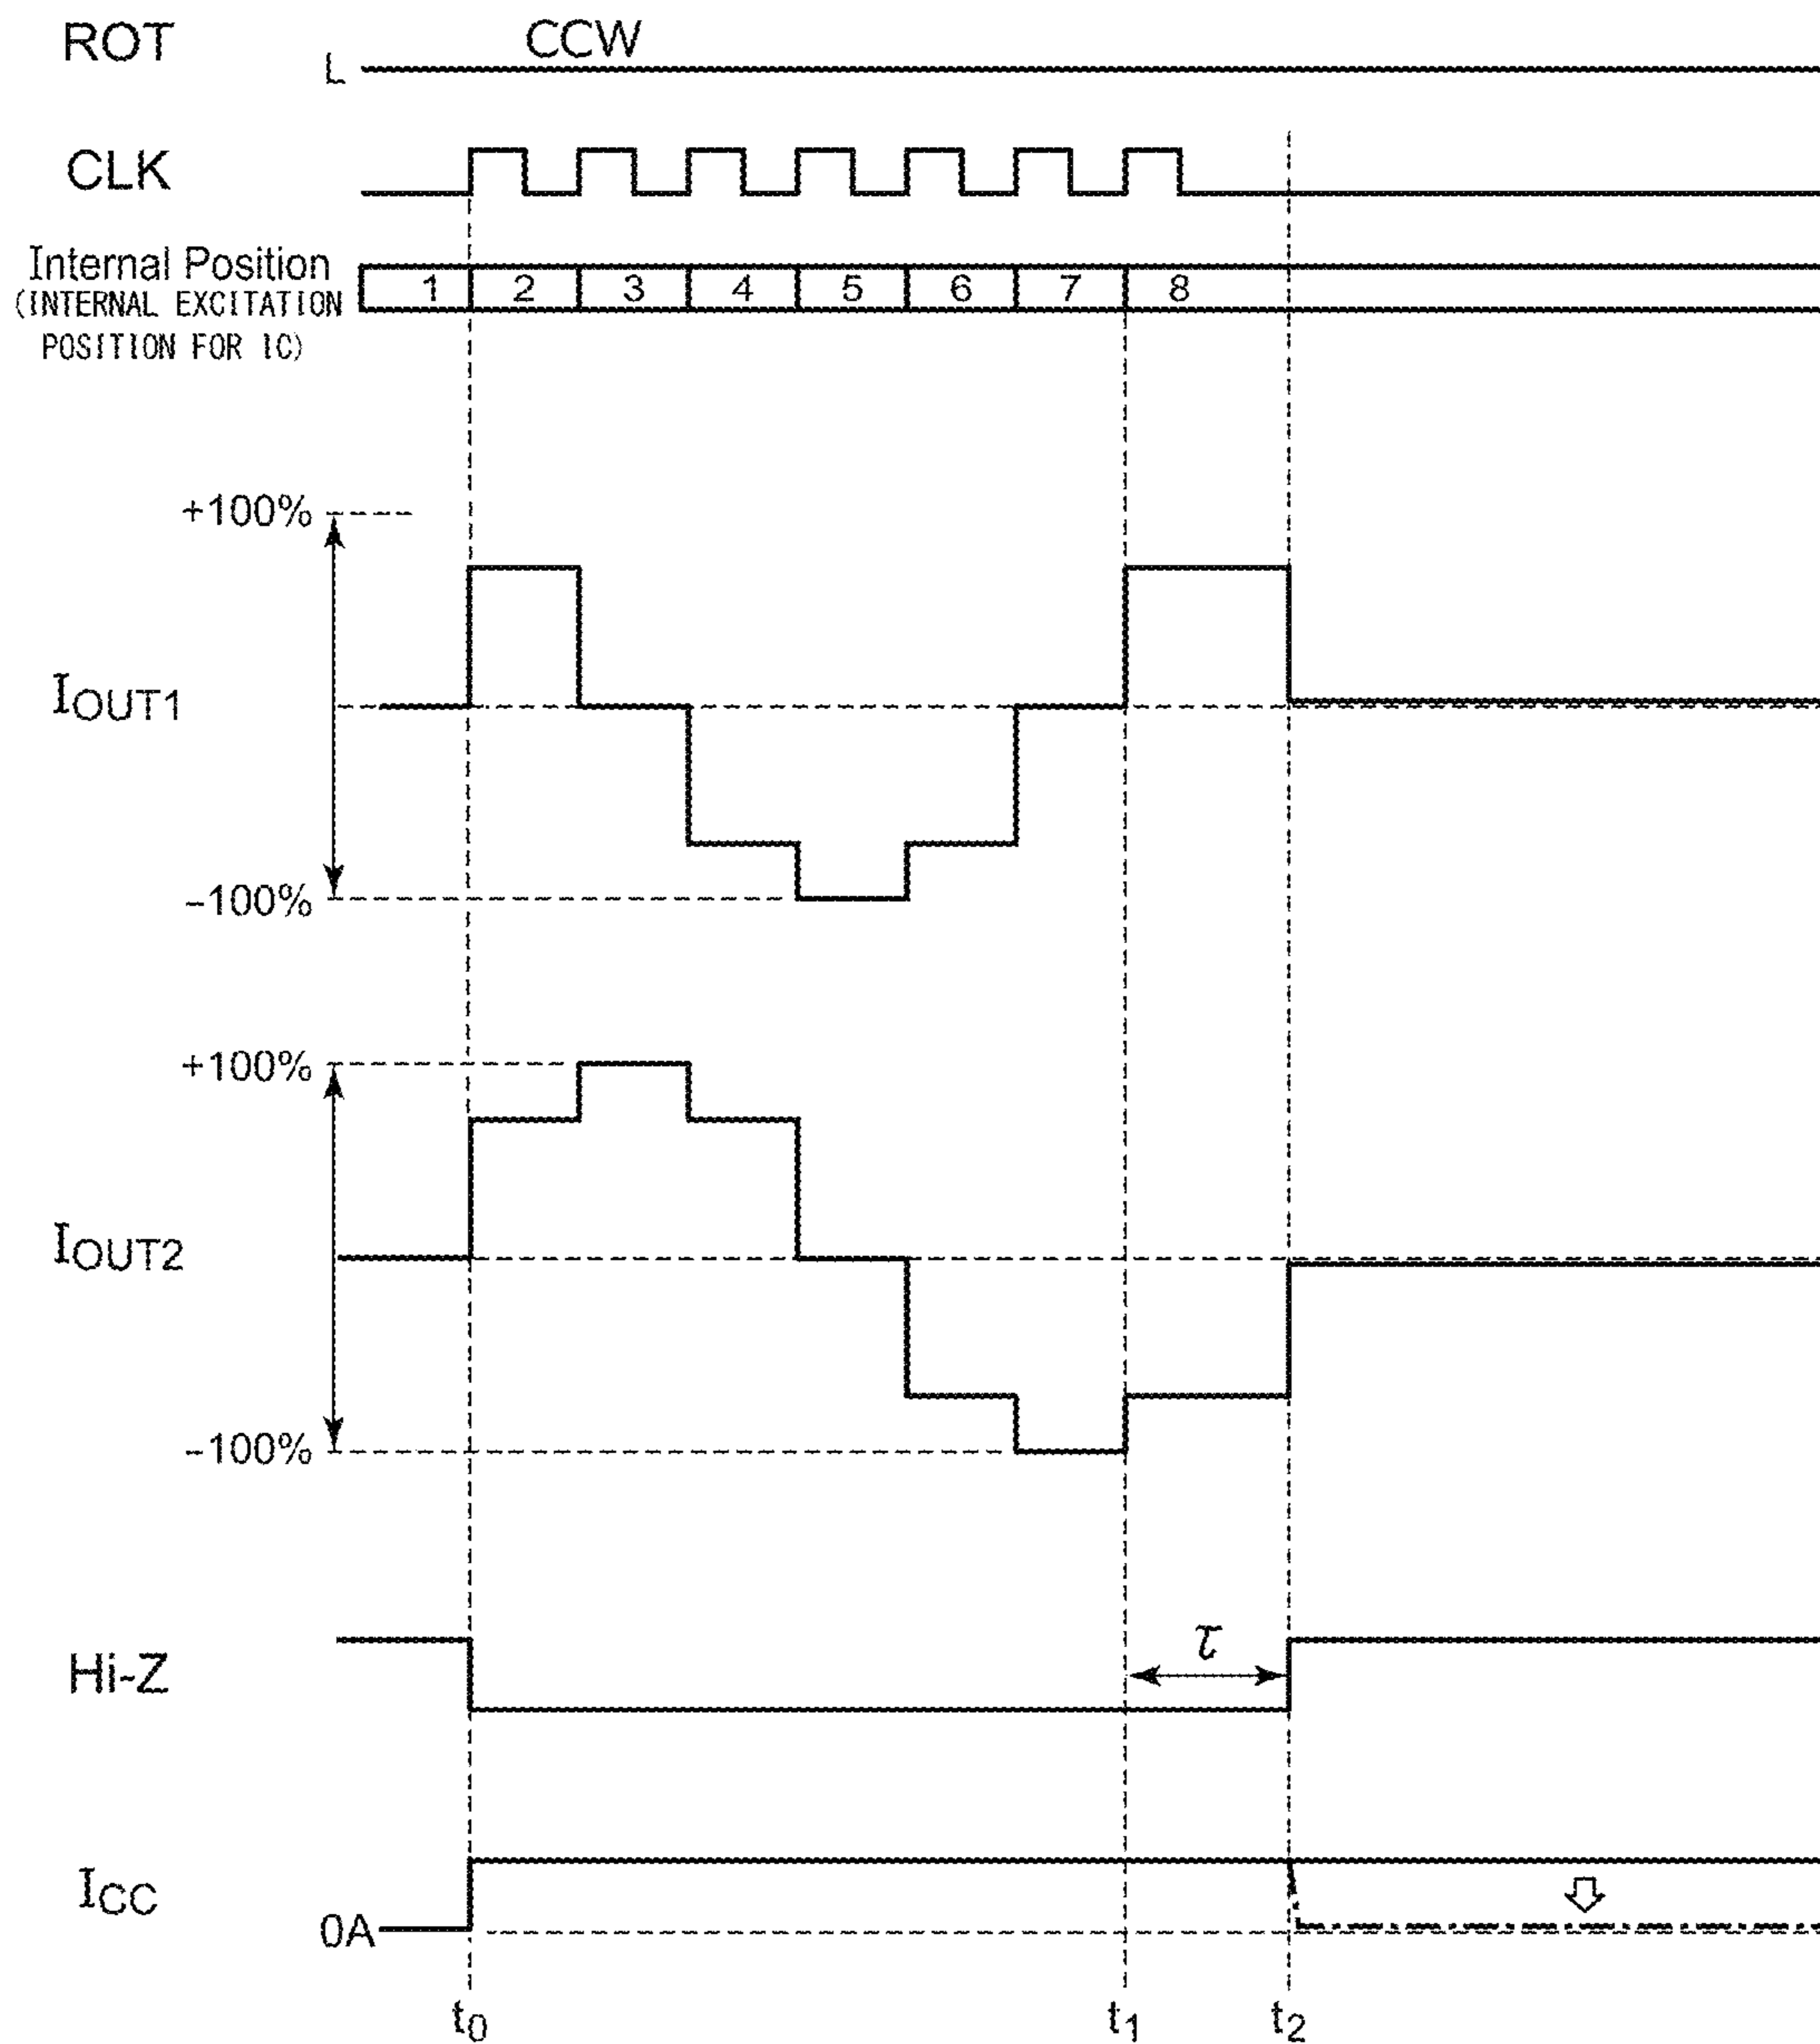 ROT
L
CCW
CLK
Internal Position
(INTERNAL EXCITATION
POSITION FOR IC)
1 2 3 4 5 6 7 8
+100%
IOUT1
-100%
+100%
IOUT2
-100%
Hi-Z
τ
ICC
0A
t0 t1 t2